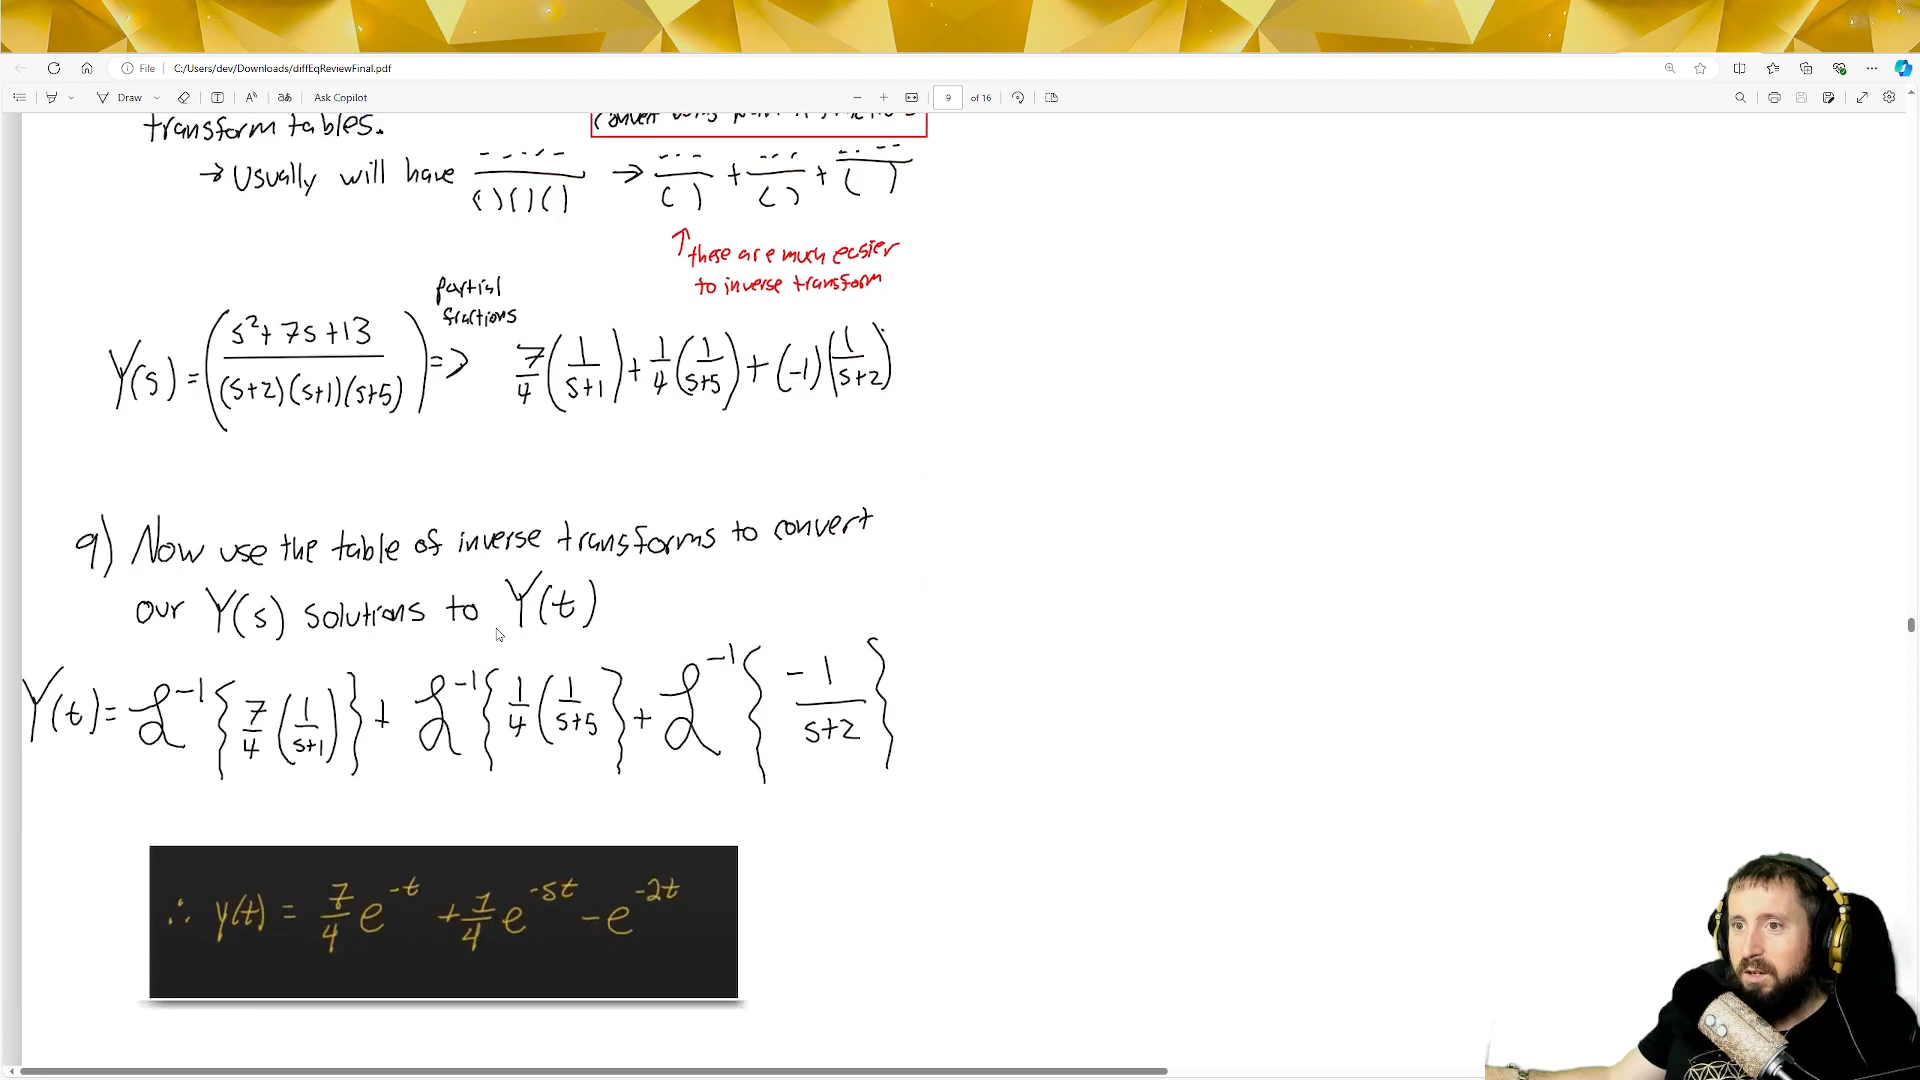 File C:/Users/dev/Downloads/diffEqReviewFinal.pdf
Draw Ask Copilot 9 of 16
transform tables.
→ Usually will have -----/( )( )( ) → ---/( ) + ---/( ) + ----/( )
↑ these are much easier
to inverse transform
partial
fractions
Y(s) = ( s²+7s+13 / (s+2)(s+1)(s+5) ) => 7/4 ( 1/s+1 ) + 1/4 ( 1/s+5 ) + (-1) ( 1/s+2 )
9) Now use the table of inverse transforms to convert
our Y(s) solutions to Y(t)
Y(t) = ℒ⁻¹ { 7/4 ( 1/s+1 ) } + ℒ⁻¹ { 1/4 ( 1/s+5 } + ℒ⁻¹ { -1/s+2 }
∴ y(t) = 7/4 e^-t + 1/4 e^-5t - e^-2t